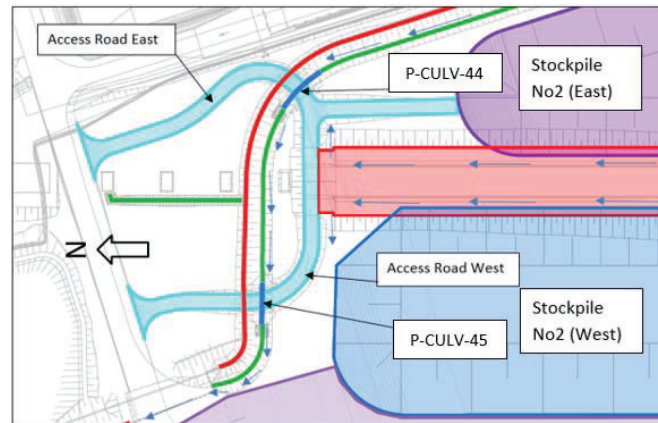 Access Road East
P-CULV-44
Stockpile
No2 (East)
N
Access Road West
P-CULV-45
Stockpile
No2 (West)